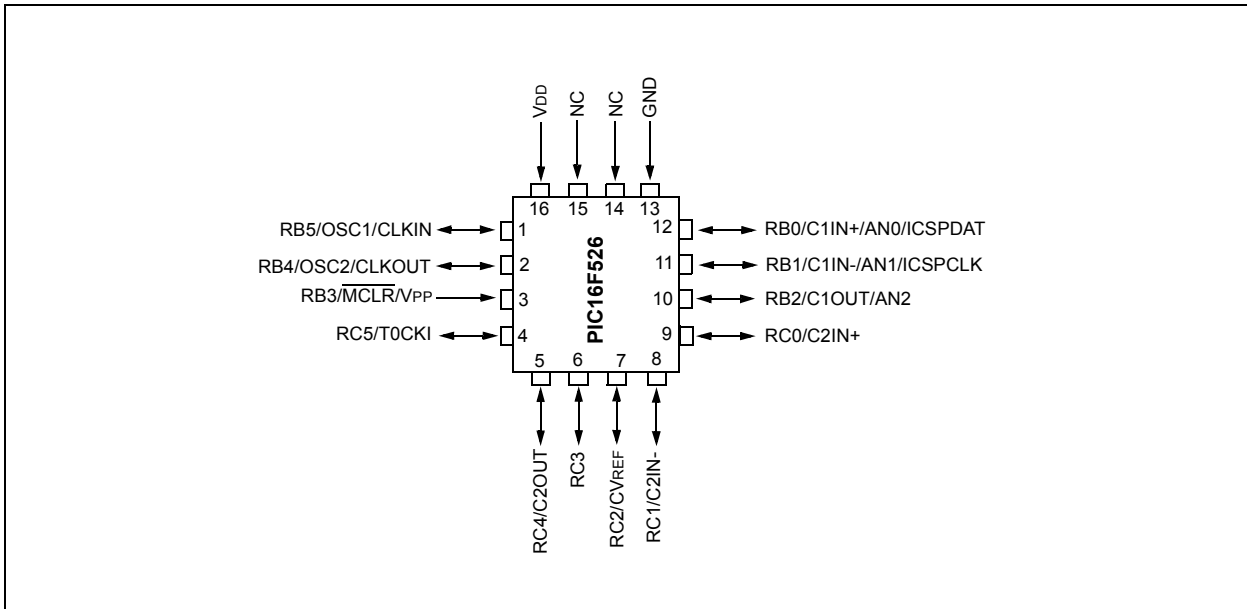 VDD
NC
NC
GND
16
15
14
13
RB5/OSC1/CLKIN
1
RB4/OSC2/CLKOUT
2
RB3/MCLR/VPP
3
RC5/T0CKI
4
PIC16F526
12
RB0/C1IN+/AN0/ICSPDAT
11
RB1/C1IN-/AN1/ICSPCLK
10
RB2/C1OUT/AN2
9
RC0/C2IN+
5
6
7
8
RC4/C2OUT
RC3
RC2/CVREF
RC1/C2IN-